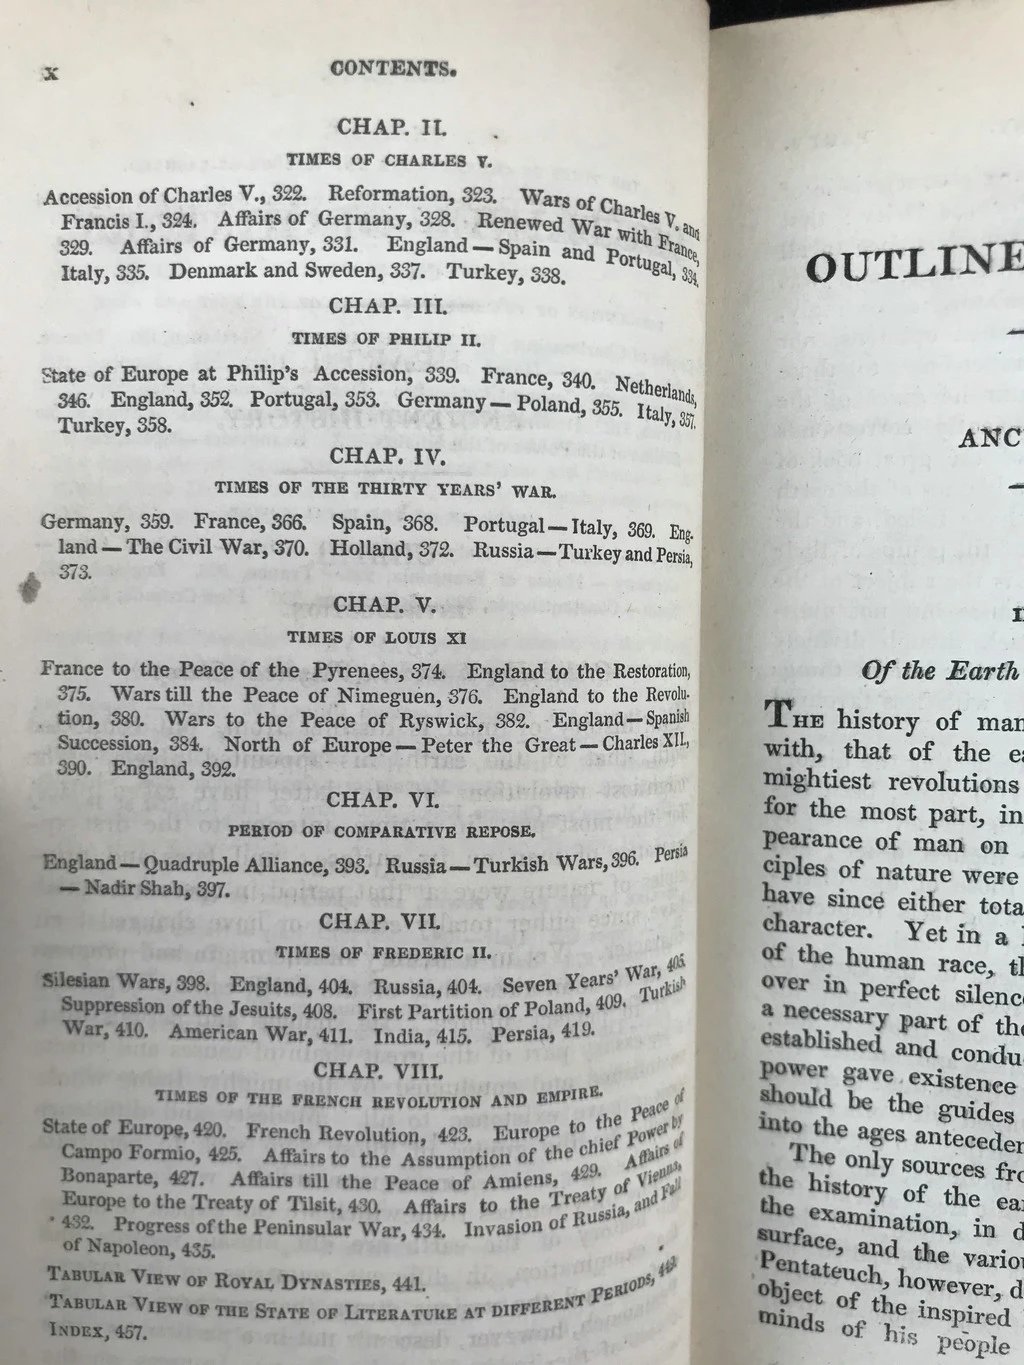 x
CONTENTS.
CHAP. II.
TIMES OF CHARLES V.
Accession of Charles V., 322. Reformation, 323. Wars of Charles V. and
Francis I., 324. Affairs of Germany, 328. Renewed War with France,
329. Affairs of Germany, 331. England — Spain and Portugal, 334.
Italy, 335. Denmark and Sweden, 337. Turkey, 338.
CHAP. III.
TIMES OF PHILIP II.
State of Europe at Philip's Accession, 339. France, 340. Netherlands,
346. England, 352. Portugal, 353. Germany — Poland, 355. Italy, 357.
Turkey, 358.
CHAP. IV.
TIMES OF THE THIRTY YEARS' WAR.
Germany, 359. France, 366. Spain, 368. Portugal — Italy, 369. Eng-
land — The Civil War, 370. Holland, 372. Russia — Turkey and Persia,
373.
CHAP. V.
TIMES OF LOUIS XI
France to the Peace of the Pyrenees, 374. England to the Restoration,
375. Wars till the Peace of Nimeguen, 376. England to the Revolu-
tion, 380. Wars to the Peace of Ryswick, 382. England — Spanish
Succession, 384. North of Europe — Peter the Great — Charles XII.,
390. England, 392.
CHAP. VI.
PERIOD OF COMPARATIVE REPOSE.
England — Quadruple Alliance, 393. Russia — Turkish Wars, 396. Persia
— Nadir Shah, 397.
CHAP. VII.
TIMES OF FREDERIC II.
Silesian Wars, 398. England, 404. Russia, 404. Seven Years' War, 405.
Suppression of the Jesuits, 408. First Partition of Poland, 409. Turkish
War, 410. American War, 411. India, 415. Persia, 419.
CHAP. VIII.
TIMES OF THE FRENCH REVOLUTION AND EMPIRE.
State of Europe, 420. French Revolution, 423. Europe to the Peace of
Campo Formio, 425. Affairs to the Assumption of the chief Power by
Bonaparte, 427. Affairs till the Peace of Amiens, 429. Affairs of
Europe to the Treaty of Tilsit, 430. Affairs to the Treaty of Vienna,
432. Progress of the Peninsular War, 434. Invasion of Russia, and Fall
of Napoleon, 435.
TABULAR VIEW OF ROYAL DYNASTIES, 441.
TABULAR VIEW OF THE STATE OF LITERATURE AT DIFFERENT PERIODS,
INDEX, 457.
OUTLINE
ANC
Of the Earth
THE history of man
with, that of the ea
mightiest revolutions
for the most part, in
pearance of man on
ciples of nature were
have since either tota
character. Yet in a
of the human race, th
over in perfect silence
a necessary part of the
established and condu
power gave existence
should be the guides
into the ages anteceden
The only sources fro
the history of the ear
the examination, in d
surface, and the variou
Pentateuch, however, d
object of the inspired
minds of his people